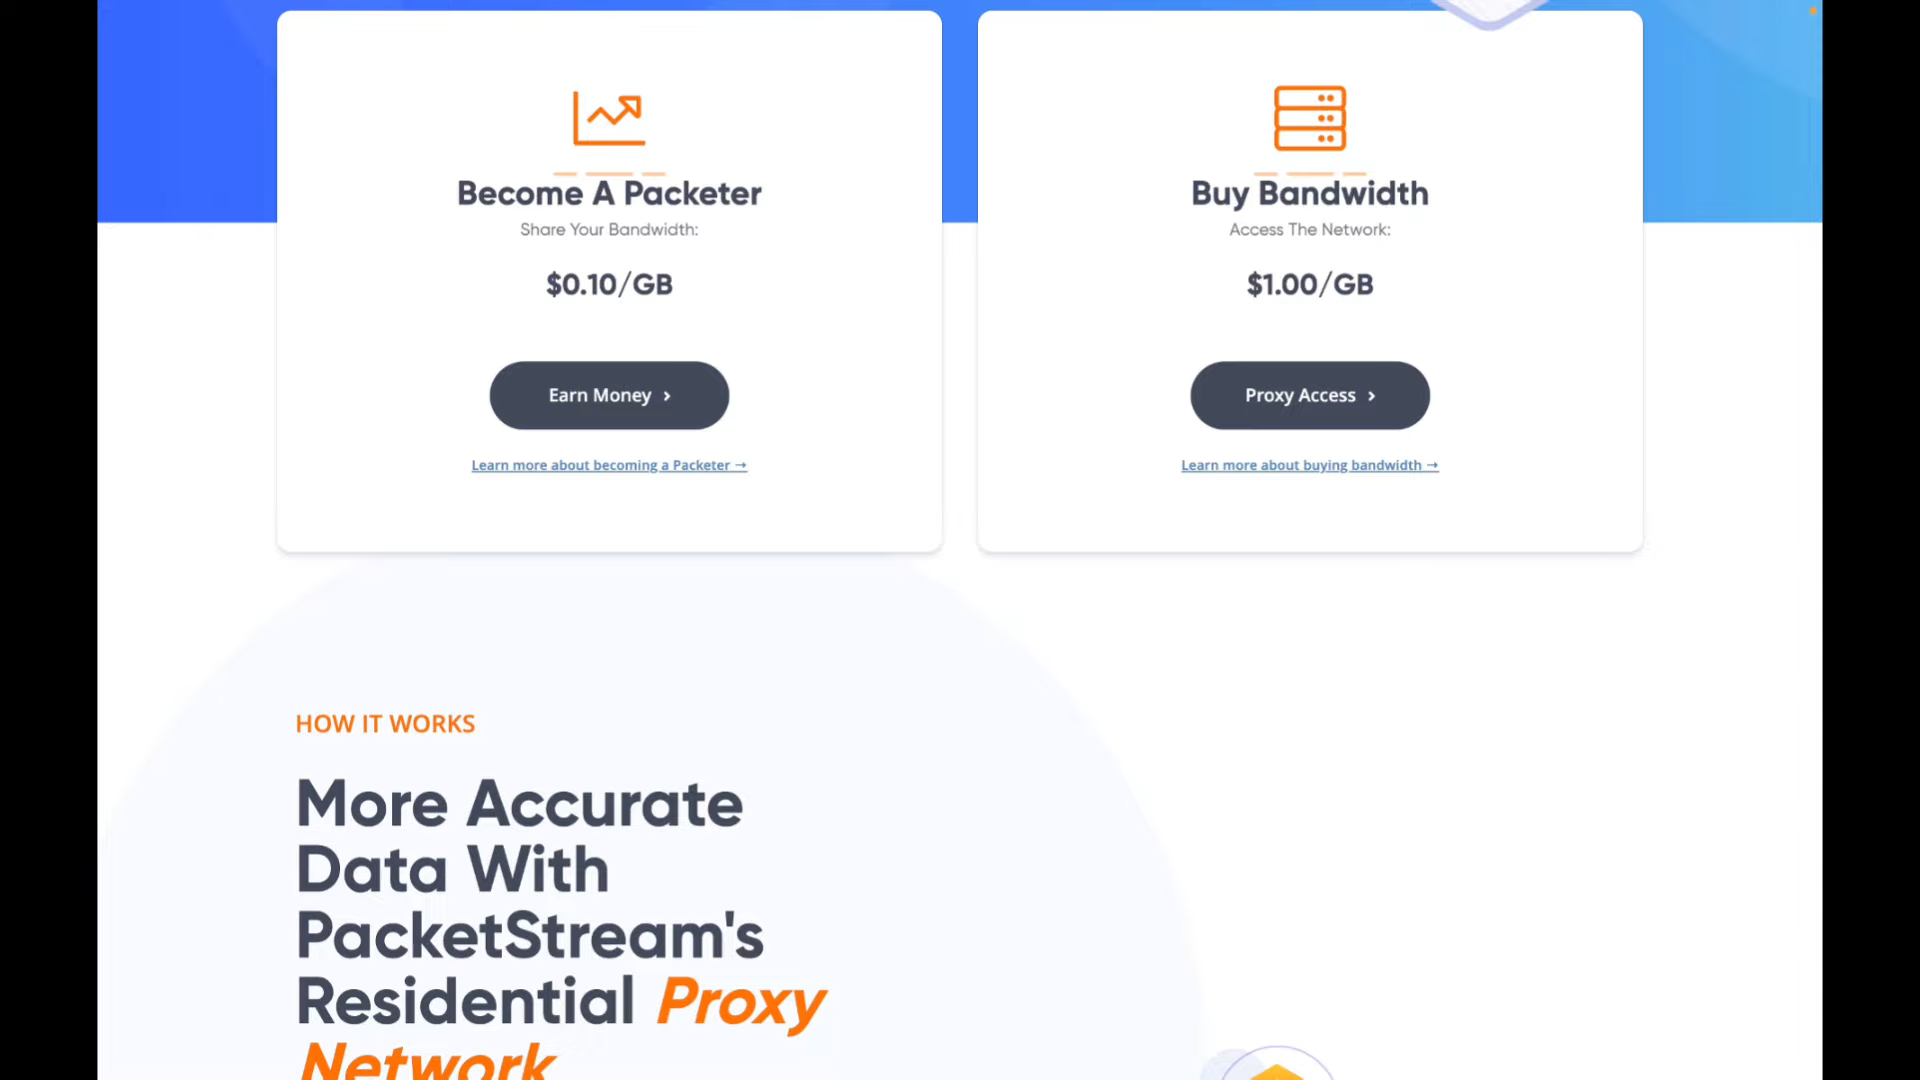 Become A Packeter
Share Your Bandwidth:
$0.10/GB
Earn Money ›
Learn more about becoming a Packeter →
Buy Bandwidth
Access The Network:
$1.00/GB
Proxy Access ›
Learn more about buying bandwidth →
HOW IT WORKS
More Accurate
Data With
PacketStream's
Residential Proxy
Network